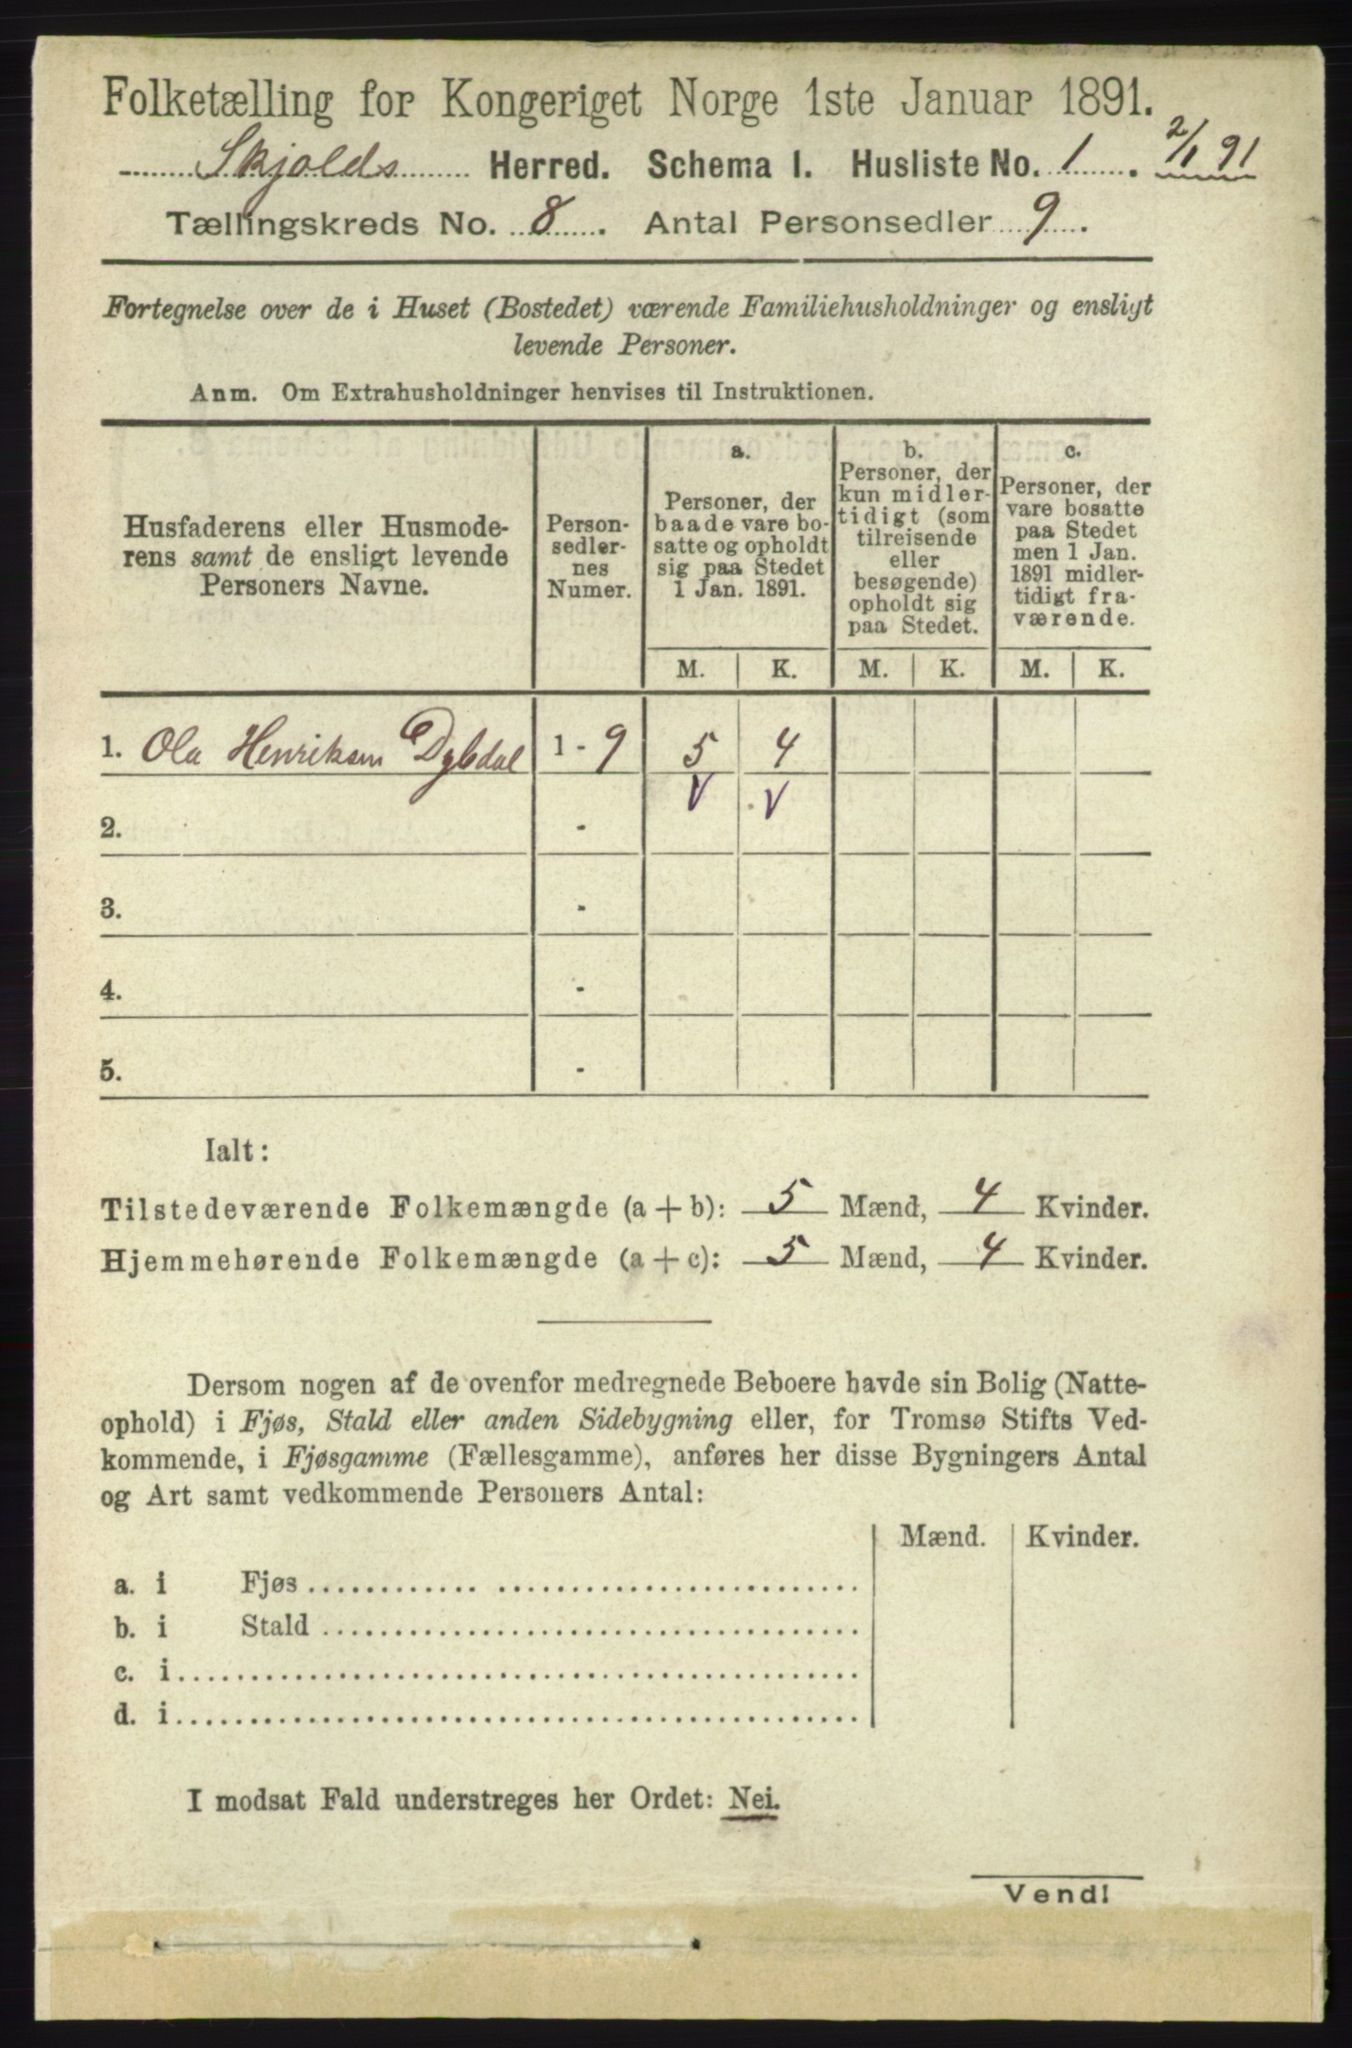 Folketælling for Kongeriget Norge 1ste Januar 1891.
Skjolds Herred. Schema I. Husliste No. 1. 2/1 91
Tællingskreds No. 8. Antal Personsedler 9.
Fortegnelse over de i Huset (Bostedet) værende Familiehusholdninger og ensligt
levende Personer.
Anm. Om Extrahusholdninger henvises til Instruktionen.
Husfaderens eller Husmode-
rens samt de ensligt levende
Personers Navne.
Person-
sedler-
nes
Numer.
a.
Personer, der
baade vare bo-
satte og opholdt
sig paa Stedet
1 Jan. 1891.
b.
Personer, der
kun midler-
tidigt (som
tilreisende
eller
besøgende)
opholdt sig
paa Stedet.
c.
Personer, der
vare bosatte
paa Stedet
men 1 Jan.
1891 midler-
tidigt fra-
værende.
M. K. M. K. M. K.
1. Ola Henriksen Dybdal 1 - 9 5 4
V V
2. -
3. -
4. -
5. -
Ialt:
Tilstedeværende Folkemængde (a + b): 5 Mænd, 4 Kvinder.
Hjemmehørende Folkemængde (a + c): 5 Mænd, 4 Kvinder.
Dersom nogen af de ovenfor medregnede Beboere havde sin Bolig (Natte-
ophold) i Fjøs, Stald eller anden Sidebygning eller, for Tromsø Stifts Ved-
kommende, i Fjøsgamme (Fællesgamme), anføres her disse Bygningers Antal
og Art samt vedkommende Personers Antal:
Mænd. Kvinder.
a. i Fjøs
b. i Stald
c. i
d. i
I modsat Fald understreges her Ordet: Nei.
Vend!